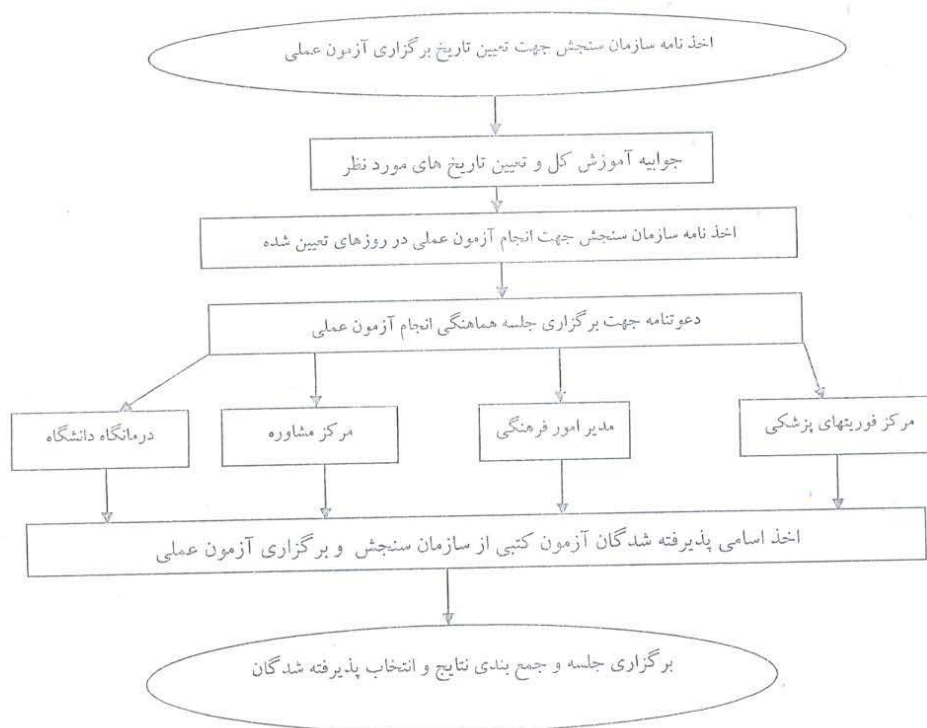 اخذ نامه سازمان سنجش جهت تعیین تاریخ برگزاری آزمون عملی
جوابیه آموزش کل و تعیین تاریخ های مورد نظر
اخذ نامه سازمان سنجش جهت انجام آزمون عملی در روزهای تعیین شده
دعوتنامه جهت برگزاری جلسه هماهنگی انجام آزمون عملی
مرکز فوریتهای پزشکی
مدیر امور فرهنگی
مرکز مشاوره
درمانگاه دانشگاه
اخذ اسامی پذیرفته شدگان آزمون کتبی از سازمان سنجش و برگزاری آزمون عملی
برگزاری جلسه و جمع بندی نتایج و انتخاب پذیرفته شدگان